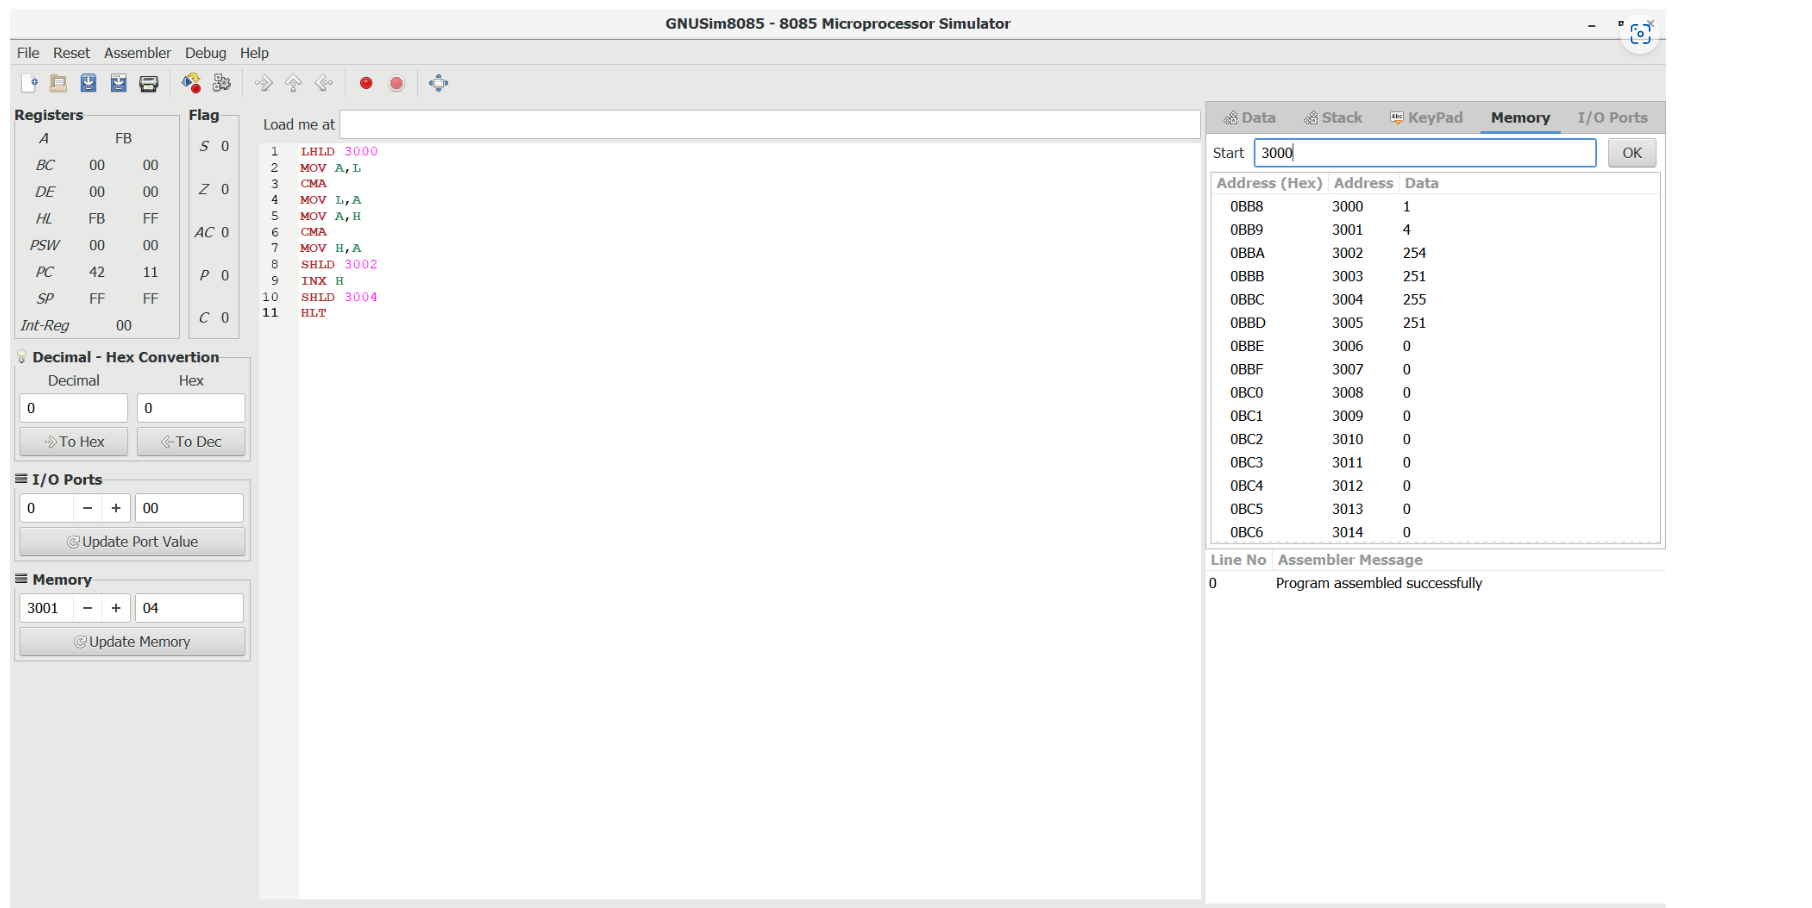 GNUSim8085 - 8085 Microprocessor Simulator
File Reset Assembler Debug Help
Registers
A FB
BC 00 00
DE 00 00
HL FB FF
PSW 00 00
PC 42 11
SP FF FF
Int-Reg 00
Flag
S 0
Z 0
AC 0
P 0
C 0
Decimal - Hex Convertion
Decimal Hex
0 0
To Hex To Dec
I/O Ports
0 − + 00
Update Port Value
Memory
3001 − + 04
Update Memory
Load me at
1 LHLD 3000
2 MOV A,L
3 CMA
4 MOV L,A
5 MOV A,H
6 CMA
7 MOV H,A
8 SHLD 3002
9 INX H
10 SHLD 3004
11 HLT
Data Stack KeyPad Memory I/O Ports
Start 3000 OK
Address (Hex) Address Data
0BB8 3000 1
0BB9 3001 4
0BBA 3002 254
0BBB 3003 251
0BBC 3004 255
0BBD 3005 251
0BBE 3006 0
0BBF 3007 0
0BC0 3008 0
0BC1 3009 0
0BC2 3010 0
0BC3 3011 0
0BC4 3012 0
0BC5 3013 0
0BC6 3014 0
Line No Assembler Message
0 Program assembled successfully